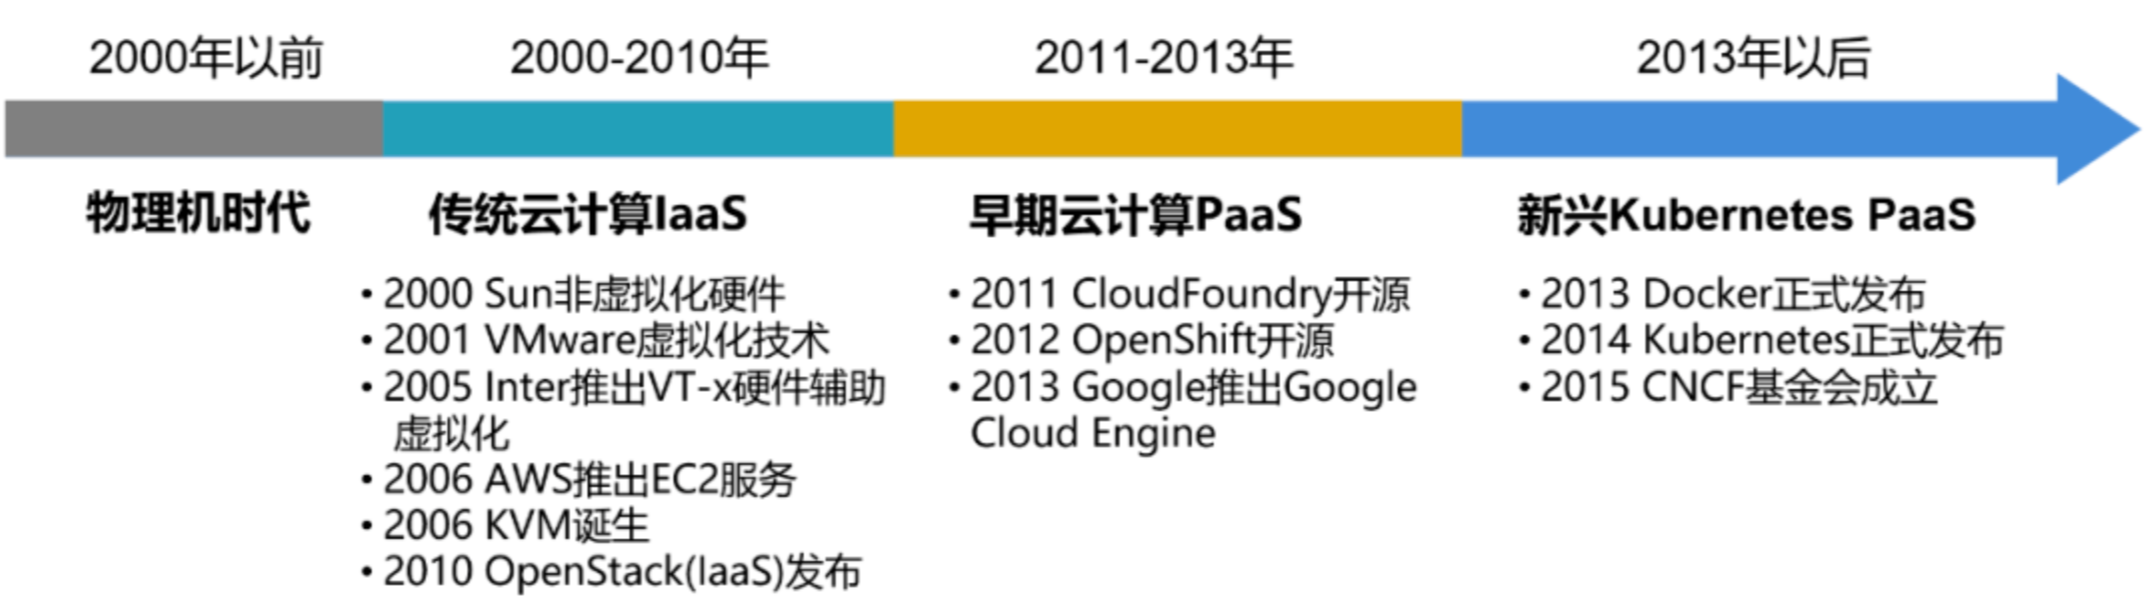 2000年以前
2000-2010年
2011-2013年
2013年以后
物理机时代
传统云计算IaaS
早期云计算PaaS
新兴Kubernetes PaaS
• 2000 Sun非虚拟化硬件
• 2001 VMware虚拟化技术
• 2005 Inter推出VT-x硬件辅助
虚拟化
• 2006 AWS推出EC2服务
• 2006 KVM诞生
• 2010 OpenStack(IaaS)发布
• 2011 CloudFoundry开源
• 2012 OpenShift开源
• 2013 Google推出Google
Cloud Engine
• 2013 Docker正式发布
• 2014 Kubernetes正式发布
• 2015 CNCF基金会成立